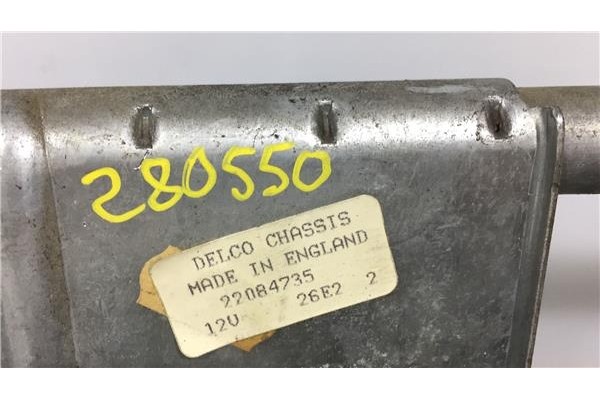 280550
DELCO CHASSIS
MADE IN ENGLAND
22084735
12V 26E2 2